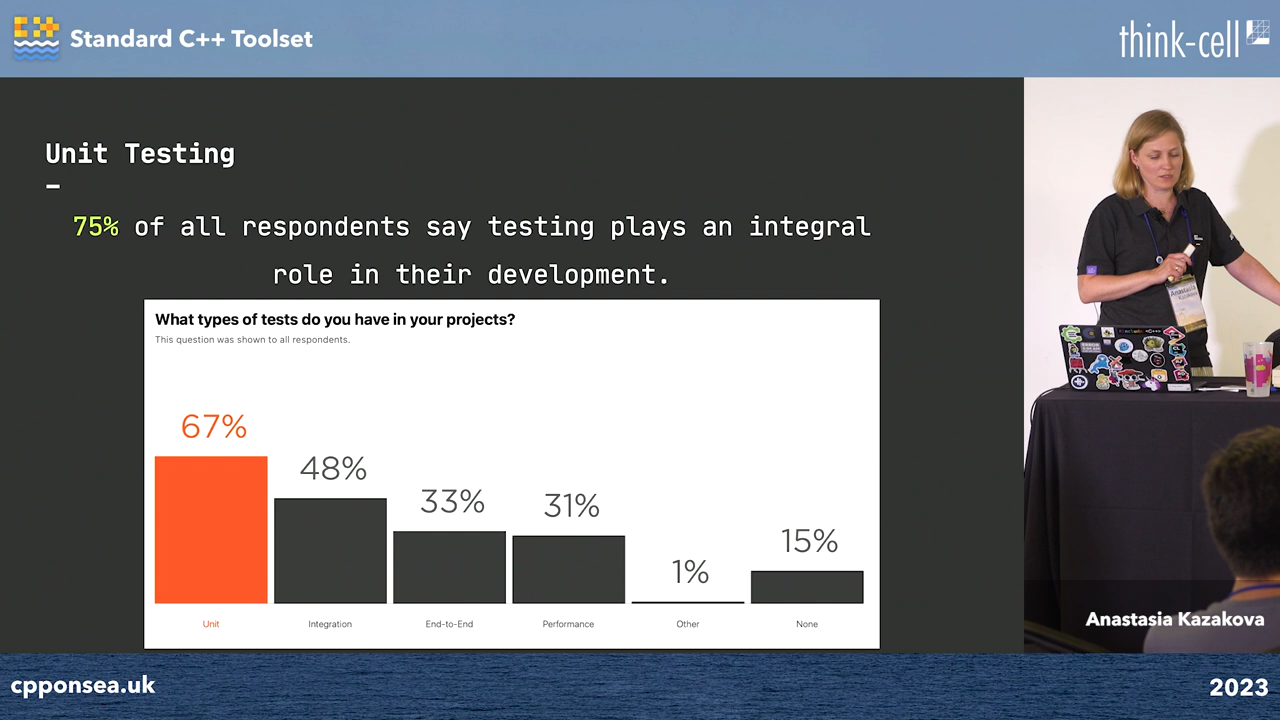 Standard C++ Toolset
think-cell
Unit Testing
75% of all respondents say testing plays an integral
role in their development.
What types of tests do you have in your projects?
This question was shown to all respondents.
67%
48%
33%
31%
1%
15%
Unit
Integration
End-to-End
Performance
Other
None
Anastasia
Kazakova
Anastasia Kazakova
cpponsea.uk
2023